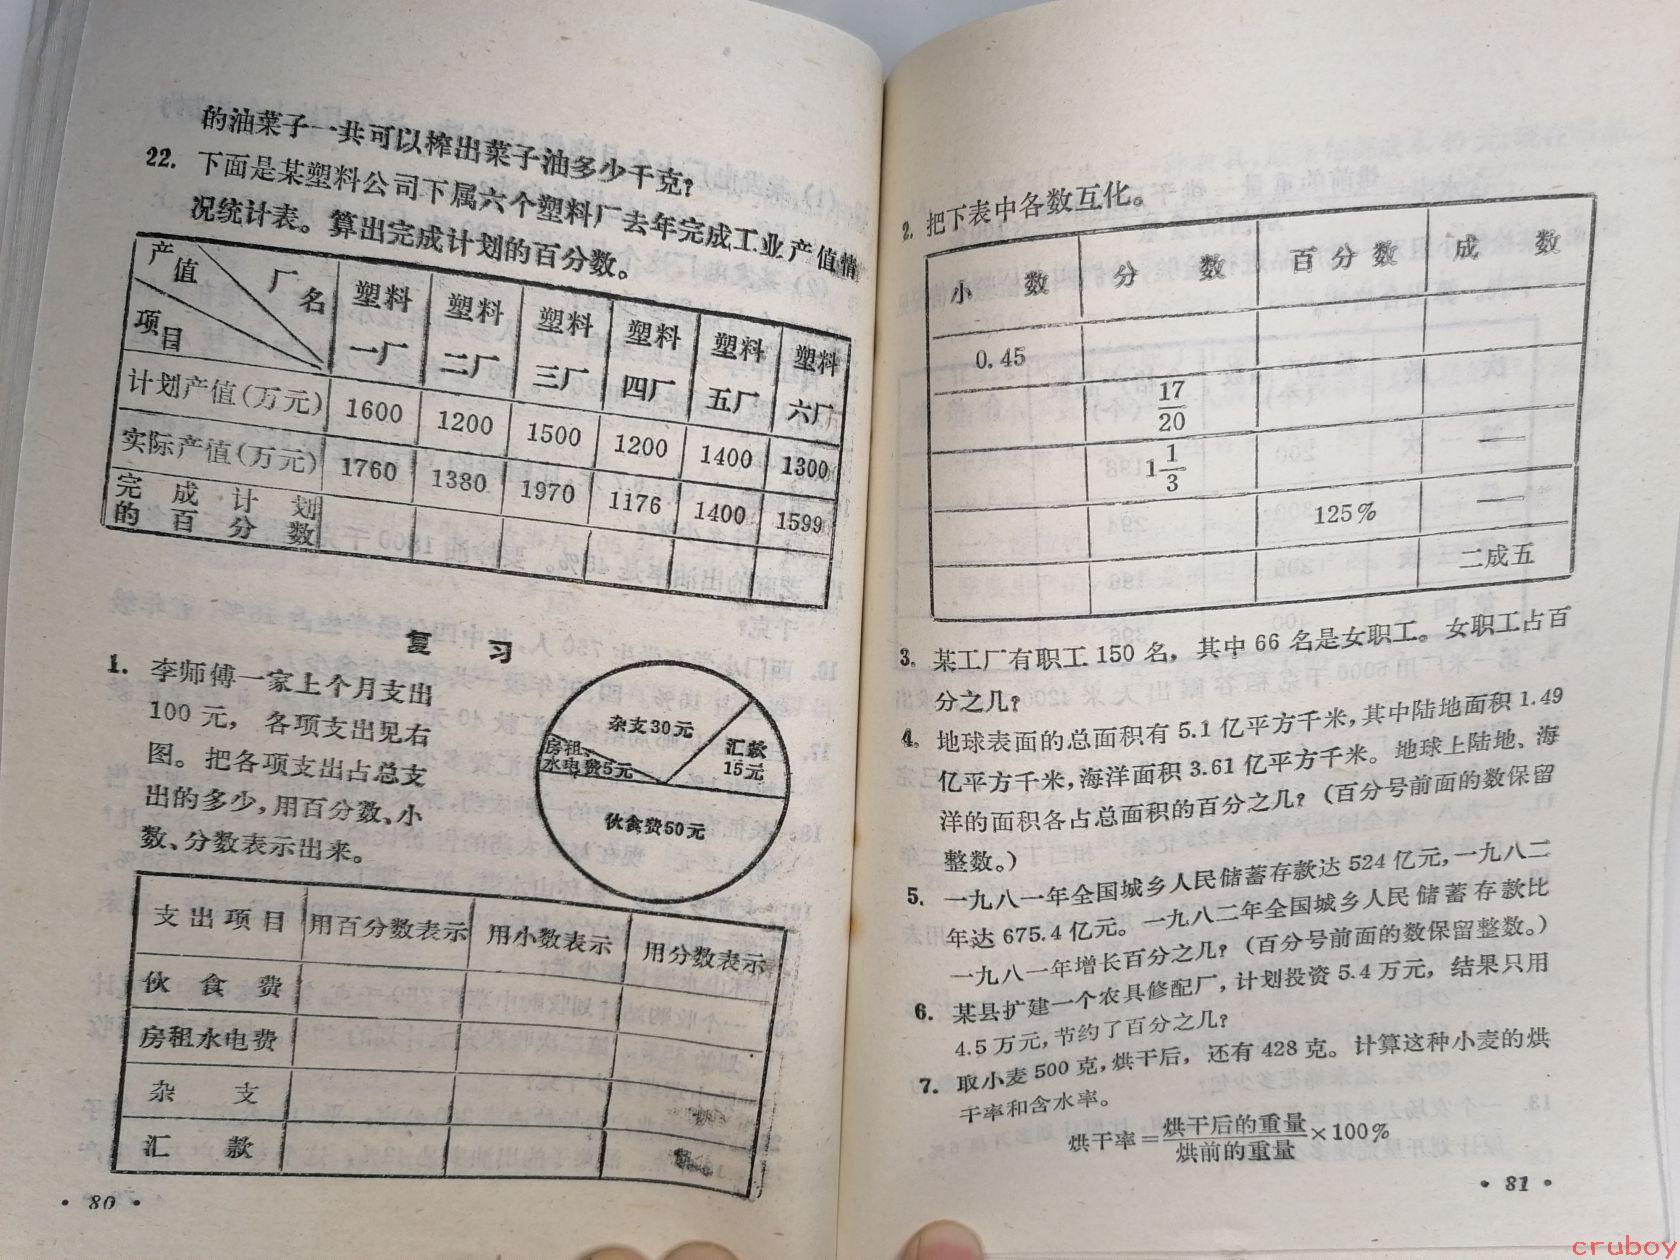 的油菜子一共可以榨出菜子油多少千克？
22. 下面是某塑料公司下属六个塑料厂去年完成工业产值情
况统计表。算出完成计划的百分数。
产值 厂名 项目 塑料一厂 塑料二厂 塑料三厂 塑料四厂 塑料五厂 塑料六厂
计划产值(万元) 1600 1200 1500 1200 1400 1300
实际产值(万元) 1760 1380 1970 1176 1400 1599
完成计划
的百分数
复习
1. 李师傅一家上个月支出
100元，各项支出见右
图。把各项支出占总支
出的多少，用百分数、小
数、分数表示出来。
杂支30元
汇款
15元
房租、
水电费5元
伙食费50元
支出项目 用百分数表示 用小数表示 用分数表示
伙食费
房租水电费
杂支
汇款
· 80 ·
2. 把下表中各数互化。
小数 分数 百分数 成数
0.45
17/20
1 1/3 —
125% —
二成五
3. 某工厂有职工150名，其中66名是女职工。女职工占百
分之几？
4. 地球表面的总面积有5.1亿平方千米，其中陆地面积1.49
亿平方千米，海洋面积3.61亿平方千米。地球上陆地、海
洋的面积各占总面积的百分之几？（百分号前面的数保留
整数。）
5. 一九八一年全国城乡人民储蓄存款达524亿元，一九八二
年达675.4亿元。一九八二年全国城乡人民储蓄存款比
一九八一年增长百分之几？（百分号前面的数保留整数。）
6. 某县扩建一个农具修配厂，计划投资5.4万元，结果只用
4.5万元，节约了百分之几？
7. 取小麦500克，烘干后，还有428克。计算这种小麦的烘
干率和含水率。
烘干率=烘干后的重量/烘前的重量×100%
· 81 ·
cruboy